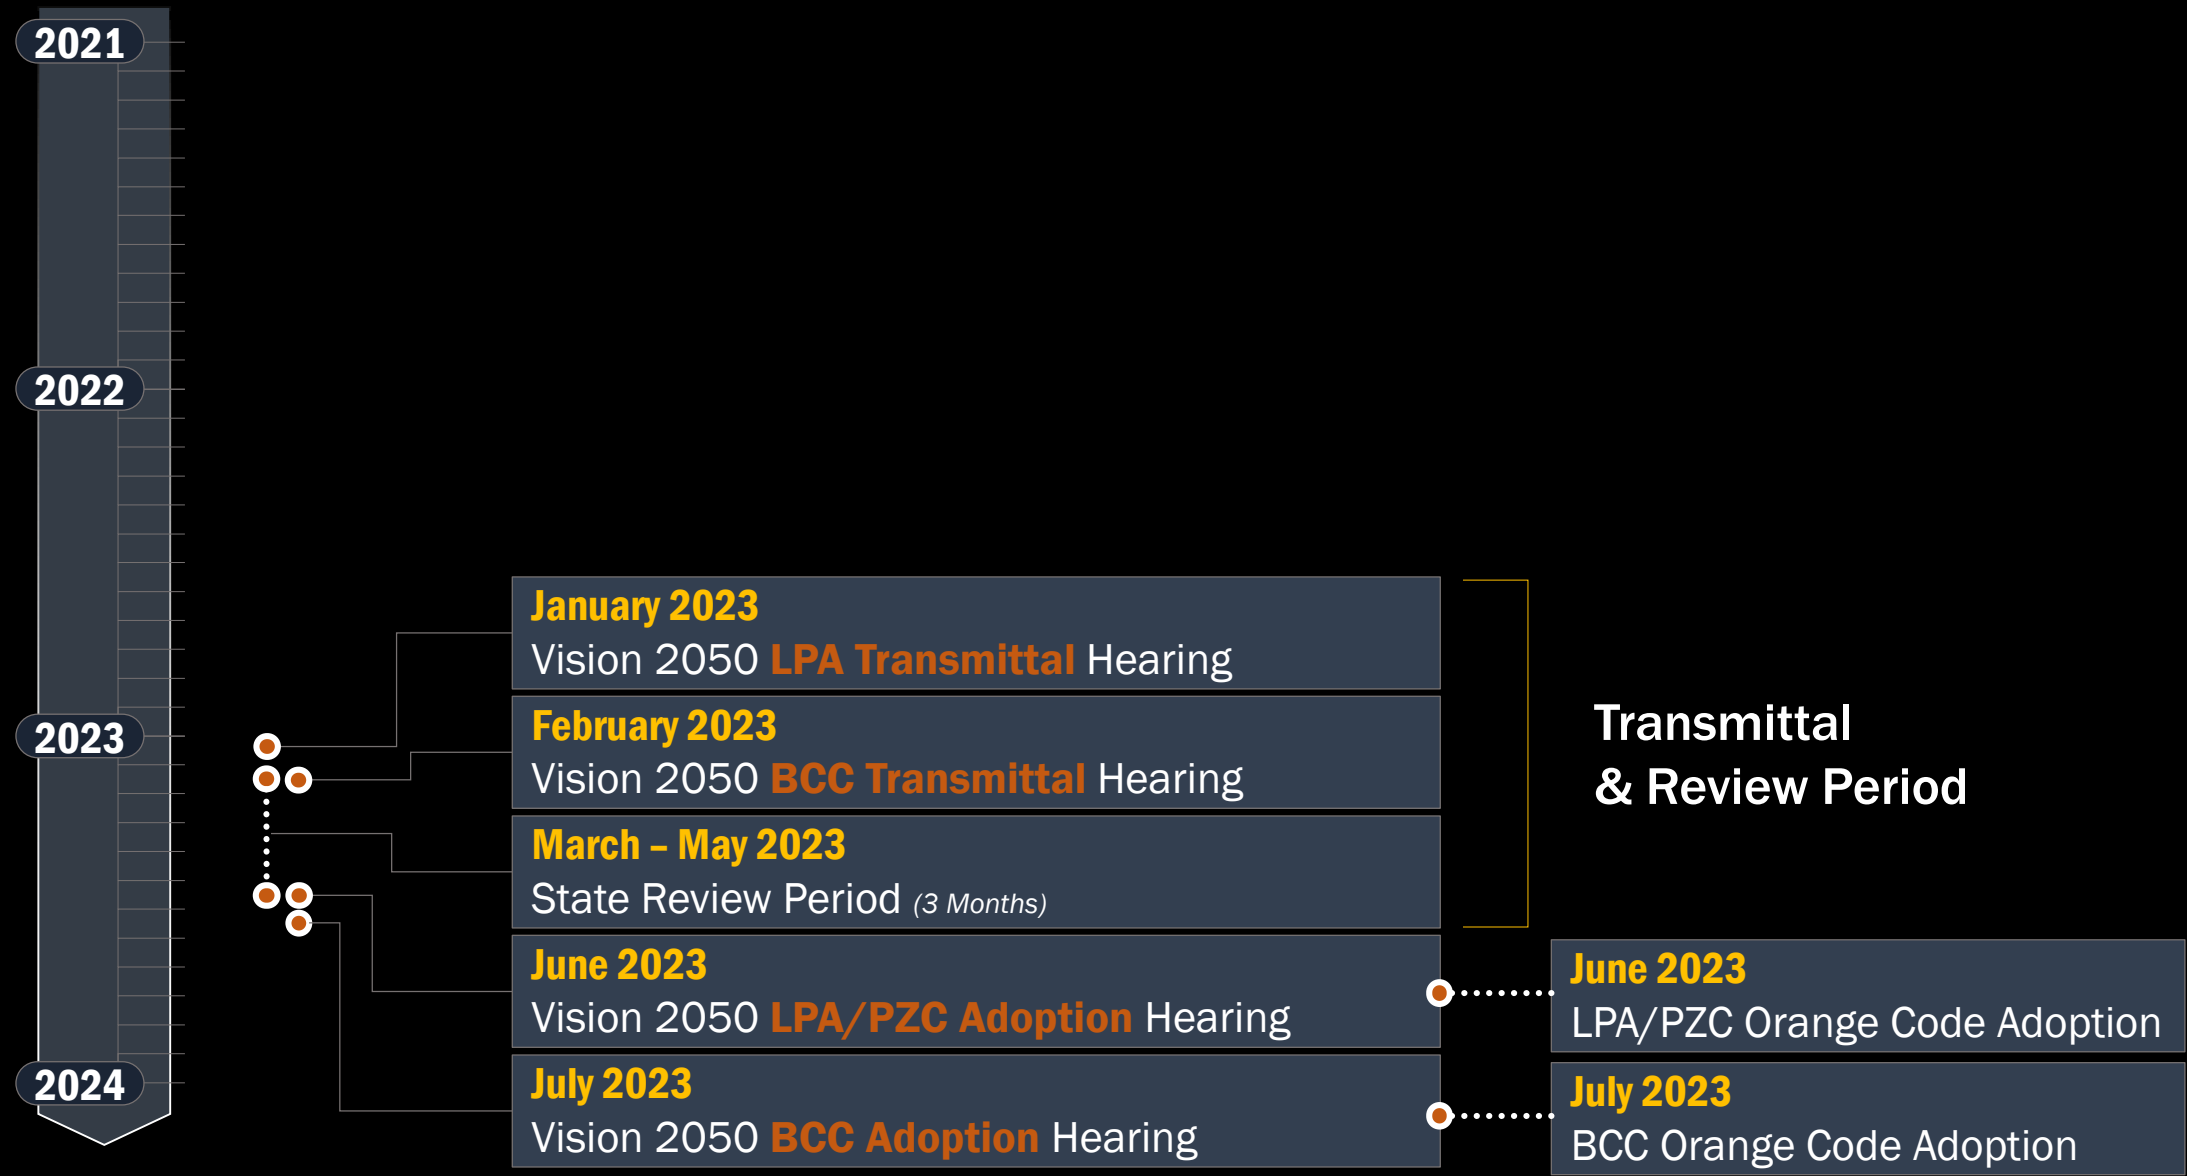 2021
2022
2023
2024
January 2023
Vision 2050 LPA Transmittal Hearing
February 2023
Vision 2050 BCC Transmittal Hearing
March – May 2023
State Review Period (3 Months)
June 2023
Vision 2050 LPA/PZC Adoption Hearing
July 2023
Vision 2050 BCC Adoption Hearing
Transmittal
& Review Period
June 2023
LPA/PZC Orange Code Adoption
July 2023
BCC Orange Code Adoption